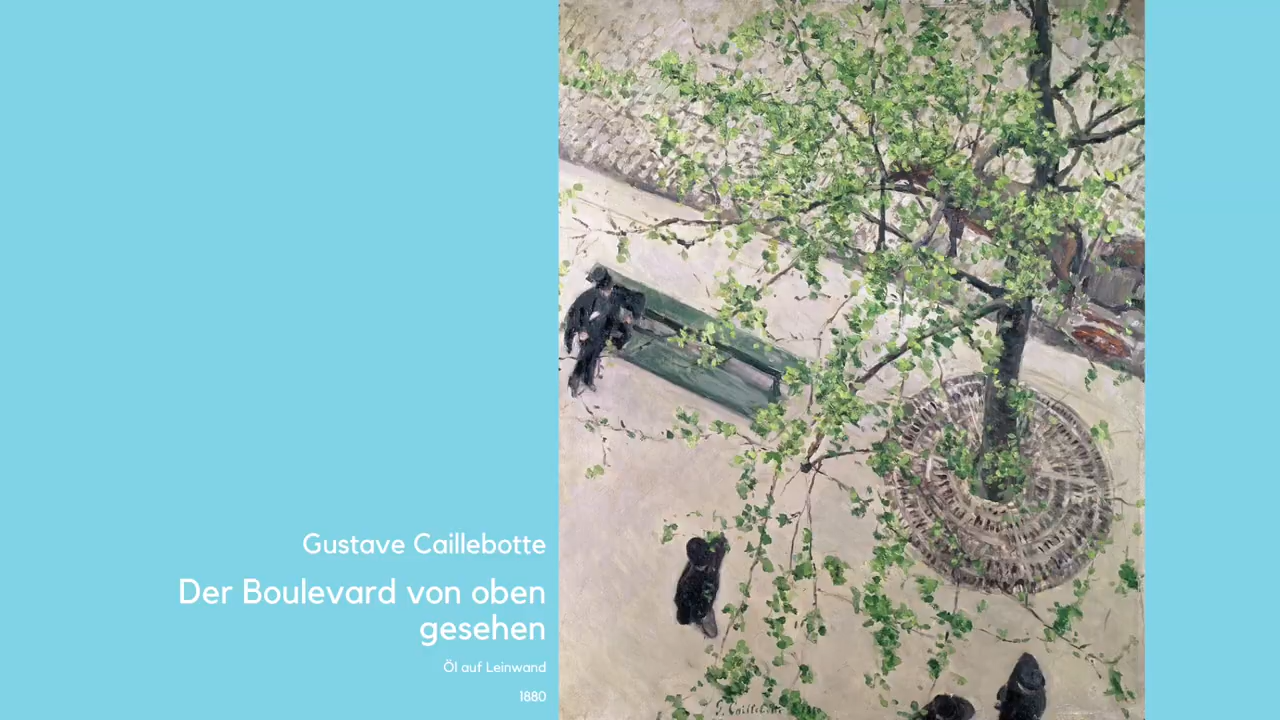 Gustave Caillebotte
Der Boulevard von oben
gesehen
Öl auf Leinwand
1880